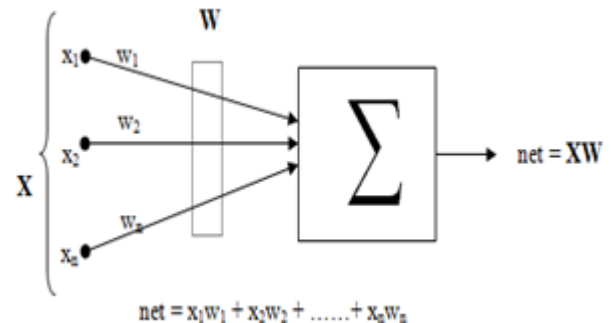 W
x₁ w₁
x₂ w₂
X
∑
net = XW
xₙ wₙ
net = x₁w₁ + x₂w₂ + ......+ xₙwₙ